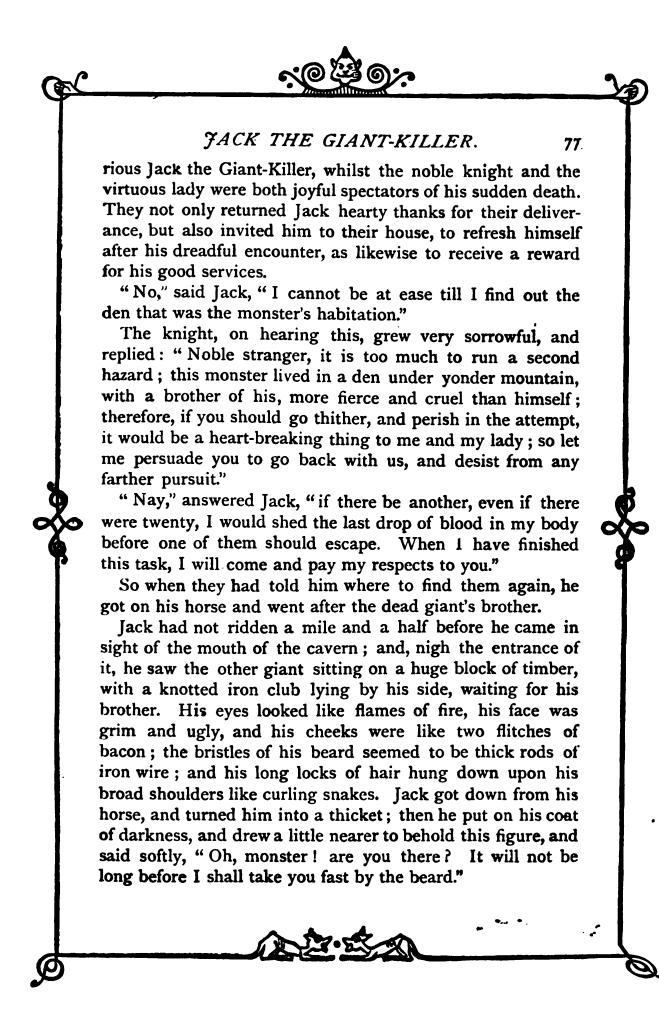 JACK THE GIANT-KILLER. 77
rious Jack the Giant-Killer, whilst the noble knight and the
virtuous lady were both joyful spectators of his sudden death.
They not only returned Jack hearty thanks for their deliver-
ance, but also invited him to their house, to refresh himself
after his dreadful encounter, as likewise to receive a reward
for his good services.
“No,” said Jack, “I cannot be at ease till I find out the
den that was the monster's habitation.”
The knight, on hearing this, grew very sorrowful, and
replied: “Noble stranger, it is too much to run a second
hazard; this monster lived in a den under yonder mountain,
with a brother of his, more fierce and cruel than himself;
therefore, if you should go thither, and perish in the attempt,
it would be a heart-breaking thing to me and my lady; so let
me persuade you to go back with us, and desist from any
farther pursuit.”
“Nay,” answered Jack, “if there be another, even if there
were twenty, I would shed the last drop of blood in my body
before one of them should escape. When I have finished
this task, I will come and pay my respects to you.”
So when they had told him where to find them again, he
got on his horse and went after the dead giant's brother.
Jack had not ridden a mile and a half before he came in
sight of the mouth of the cavern; and, nigh the entrance of
it, he saw the other giant sitting on a huge block of timber,
with a knotted iron club lying by his side, waiting for his
brother. His eyes looked like flames of fire, his face was
grim and ugly, and his cheeks were like two flitches of
bacon; the bristles of his beard seemed to be thick rods of
iron wire; and his long locks of hair hung down upon his
broad shoulders like curling snakes. Jack got down from his
horse, and turned him into a thicket; then he put on his coat
of darkness, and drew a little nearer to behold this figure, and
said softly, “Oh, monster! are you there? It will not be
long before I shall take you fast by the beard.”